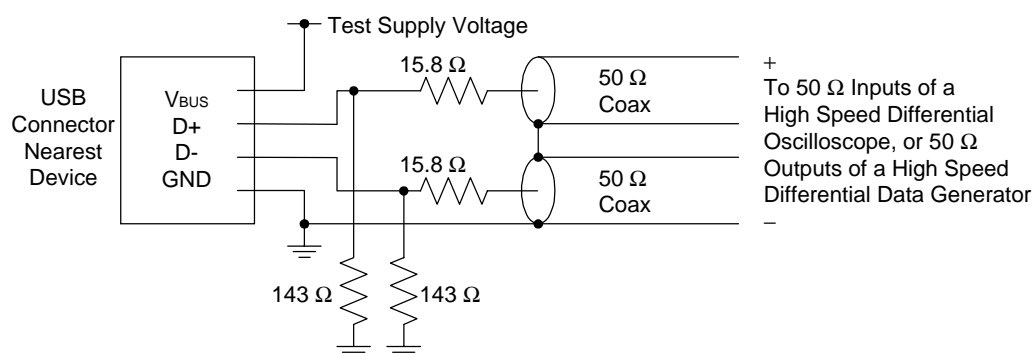 Test Supply Voltage
USB
Connector
Nearest
Device
VBUS
D+
D-
GND
15.8 Ω
50 Ω
Coax
15.8 Ω
50 Ω
Coax
143 Ω
143 Ω
+
To 50 Ω Inputs of a
High Speed Differential
Oscilloscope, or 50 Ω
Outputs of a High Speed
Differential Data Generator
−